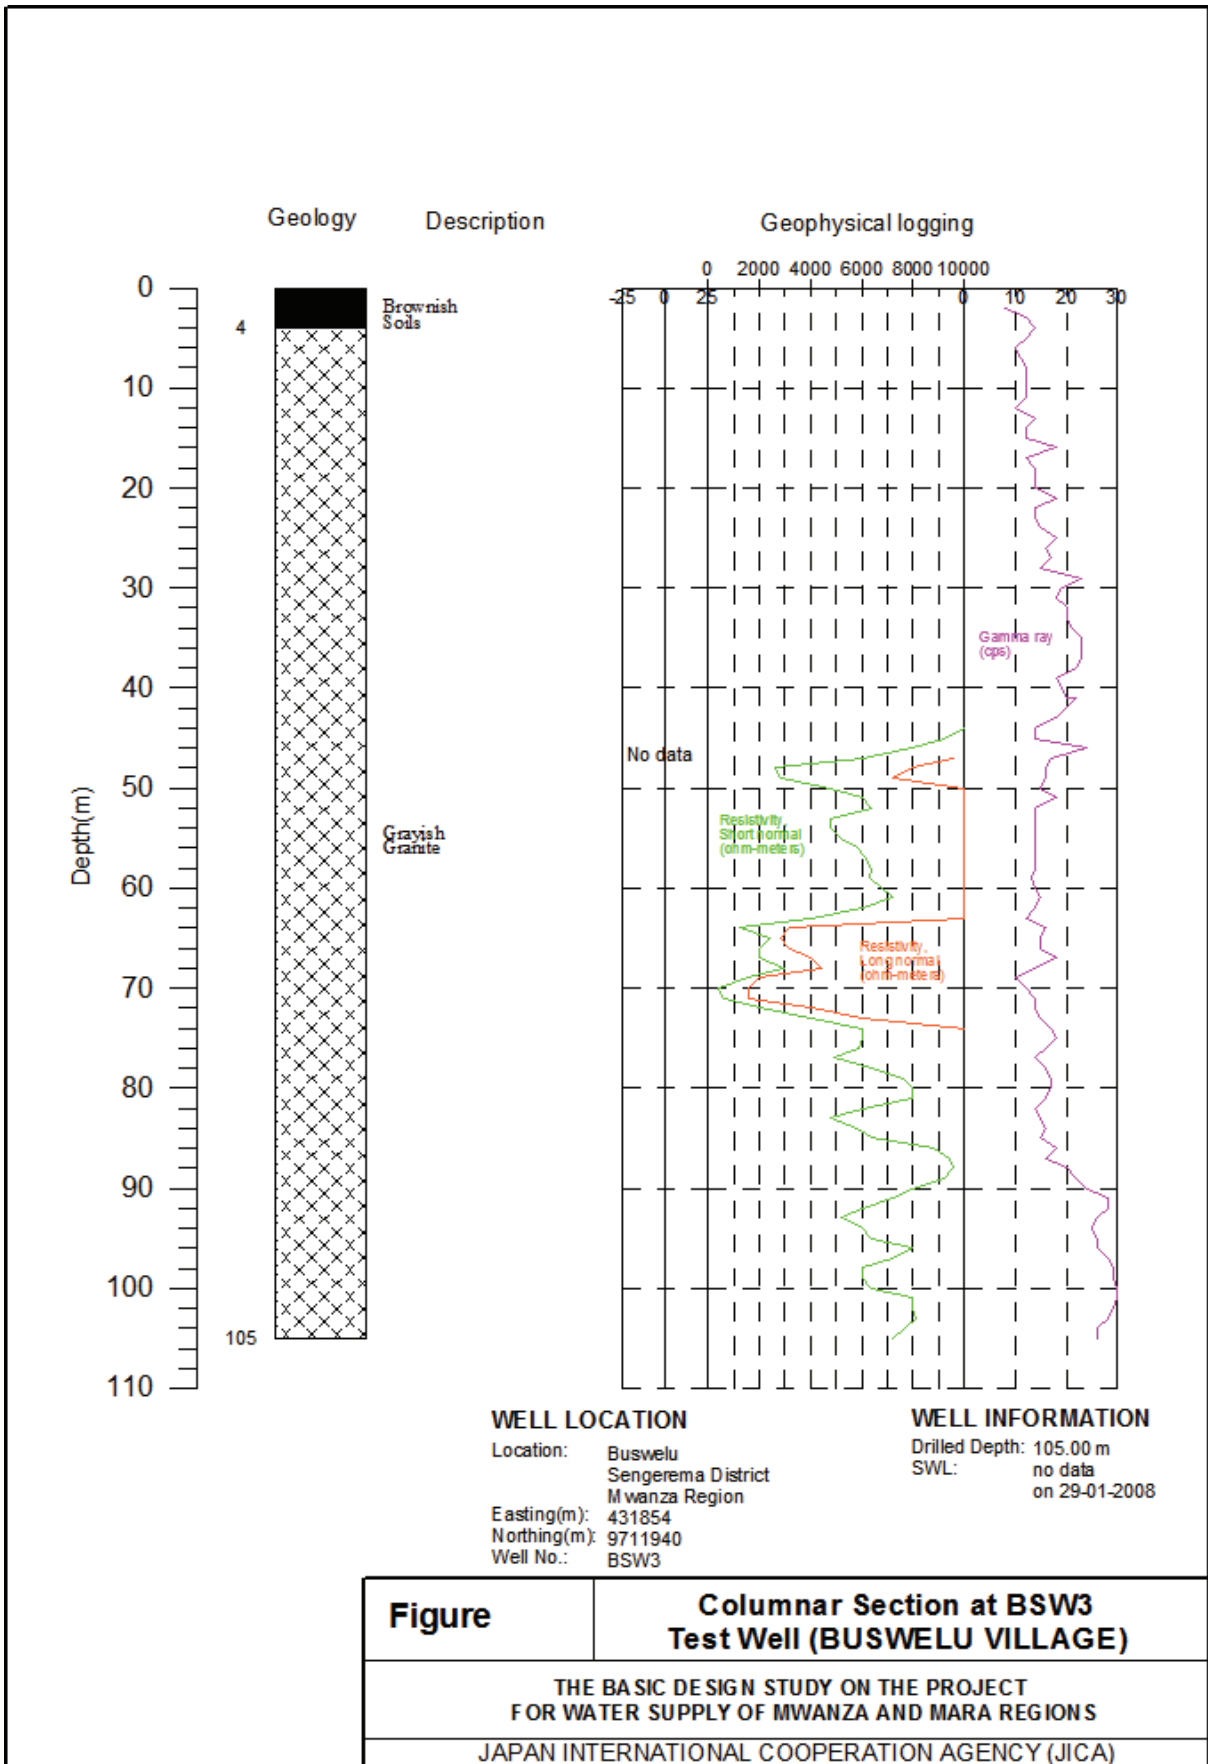 Geology Description Geophysical logging
0 2000 4000 6000 8000 10000
-25 0 25 0 10 20 30
0
Brownish
Soils
4
10
20
30
Gamma ray
(cps)
40
No data
50
Resistivity,
Short normal
(ohm-meters)
Grayish
Granite
Depth(m)
60
Resistivity,
Long normal
(ohm-meters)
70
80
90
100
105
110
WELL LOCATION
Location: Buswelu
Sengerema District
Mwanza Region
Easting(m): 431854
Northing(m): 9711940
Well No.: BSW3
WELL INFORMATION
Drilled Depth: 105.00 m
SWL: no data
on 29-01-2008
Figure
Columnar Section at BSW3
Test Well (BUSWELU VILLAGE)
THE BASIC DESIGN STUDY ON THE PROJECT
FOR WATER SUPPLY OF MWANZA AND MARA REGIONS
JAPAN INTERNATIONAL COOPERATION AGENCY (JICA)